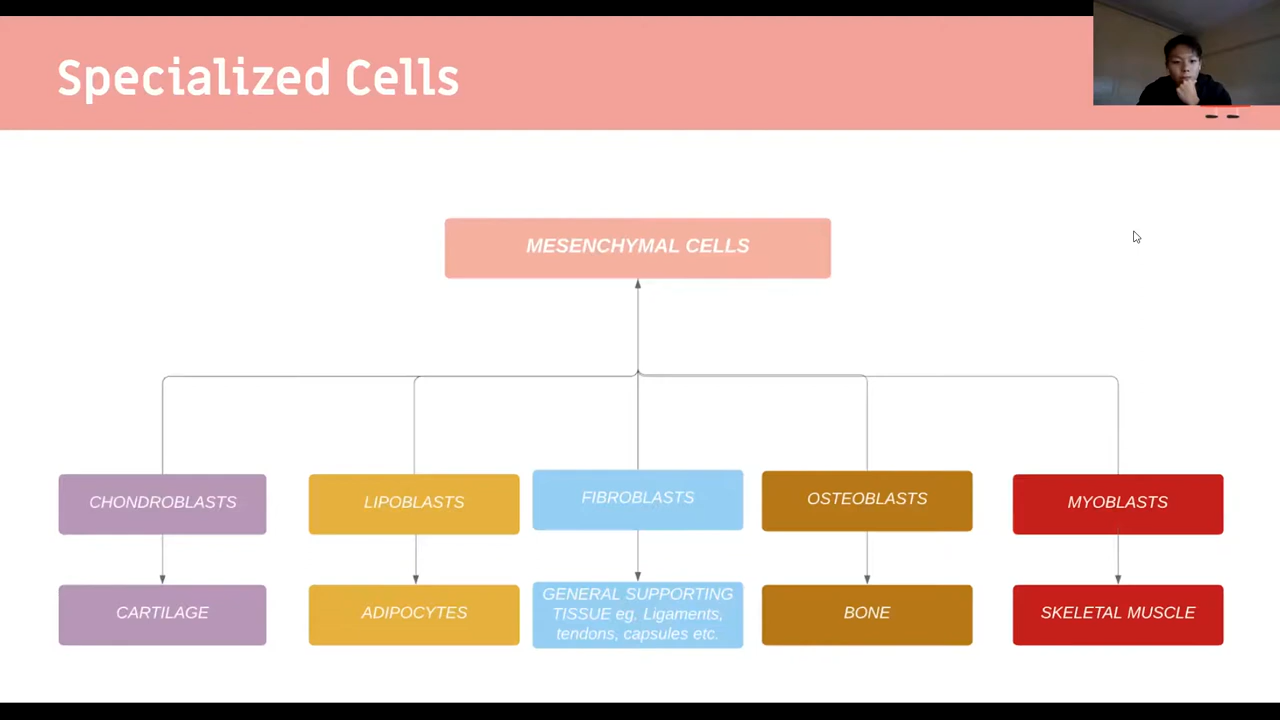 Specialized Cells
MESENCHYMAL CELLS
CHONDROBLASTS
LIPOBLASTS
FIBROBLASTS
OSTEOBLASTS
MYOBLASTS
CARTILAGE
ADIPOCYTES
GENERAL SUPPORTING
TISSUE eg. Ligaments,
tendons, capsules etc.
BONE
SKELETAL MUSCLE